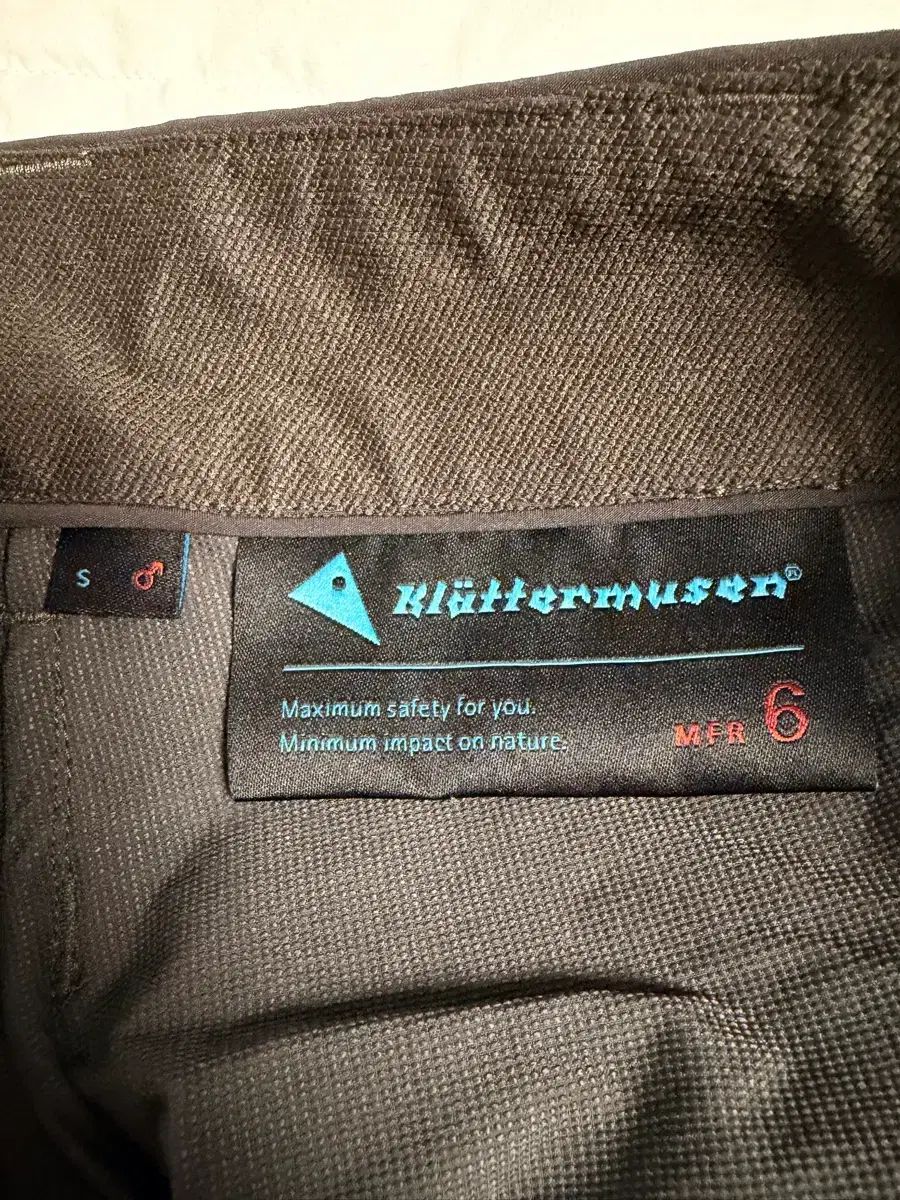 S ♂
Klättermusen®
Maximum safety for you.
Minimum impact on nature.
MFR 6